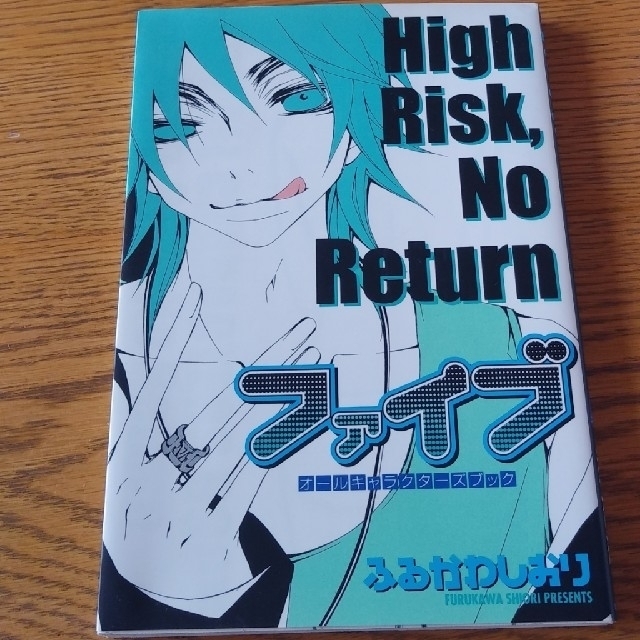 High
Risk,
No
Return
ファイブ
オールキャラクターズブック
ふるかわしおり
FURUKAWA SHIORI PRESENTS